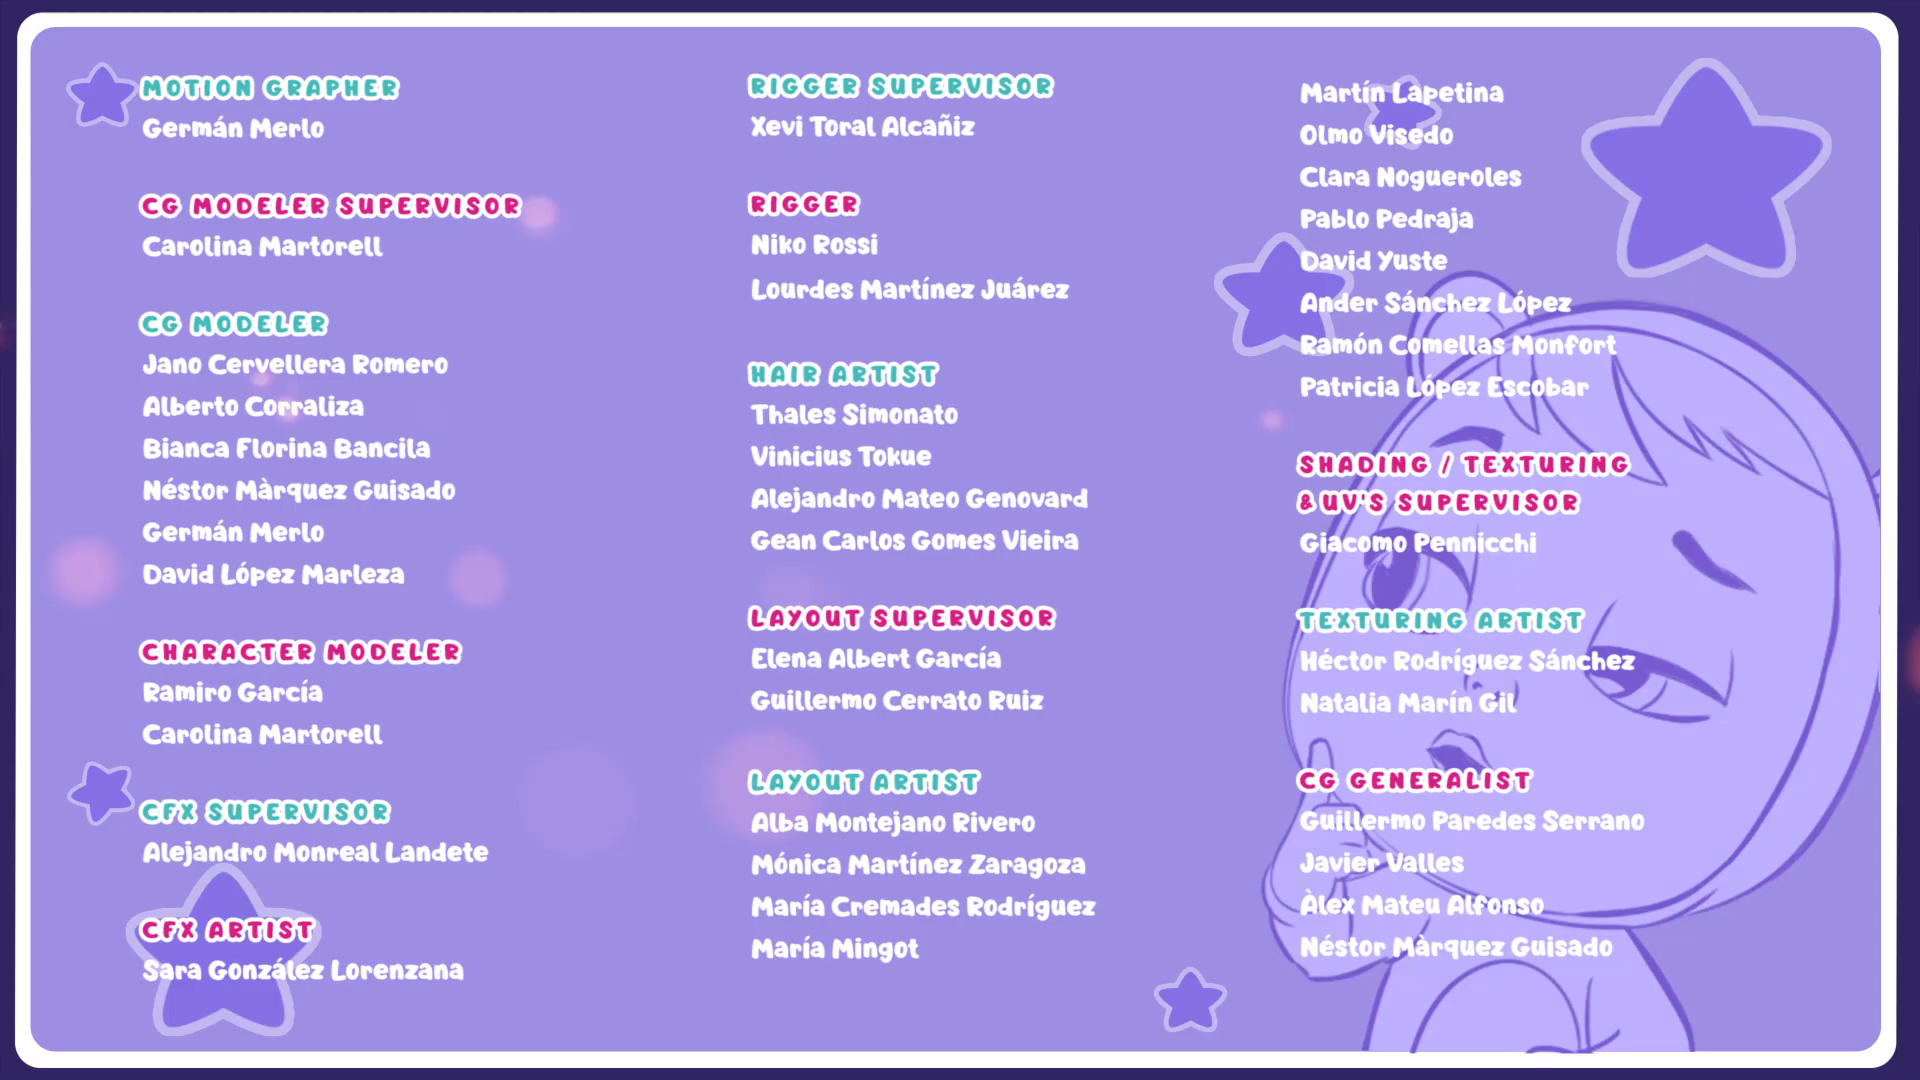 MOTION GRAPHER
Germán Merlo
CG MODELER SUPERVISOR
Carolina Martorell
CG MODELER
Jano Cervellera Romero
Alberto Corraliza
Bianca Florina Bancila
Néstor Màrquez Guisado
Germán Merlo
David López Marleza
CHARACTER MODELER
Ramiro García
Carolina Martorell
CFX SUPERVISOR
Alejandro Monreal Landete
CFX ARTIST
Sara González Lorenzana
RIGGER SUPERVISOR
Xevi Toral Alcañiz
RIGGER
Niko Rossi
Lourdes Martínez Juárez
HAIR ARTIST
Thales Simonato
Vinicius Tokue
Alejandro Mateo Genovard
Gean Carlos Gomes Vieira
LAYOUT SUPERVISOR
Elena Albert García
Guillermo Cerrato Ruiz
LAYOUT ARTIST
Alba Montejano Rivero
Mónica Martínez Zaragoza
María Cremades Rodríguez
María Mingot
Martín Lapetina
Olmo Visedo
Clara Nogueroles
Pablo Pedraja
David Yuste
Ander Sánchez López
Ramón Comellas Monfort
Patricia López Escobar
SHADING / TEXTURING
& UV'S SUPERVISOR
Giacomo Pennicchi
TEXTURING ARTIST
Héctor Rodríguez Sánchez
Natalia Marín Gil
CG GENERALIST
Guillermo Paredes Serrano
Javier Valles
Àlex Mateu Alfonso
Néstor Màrquez Guisado